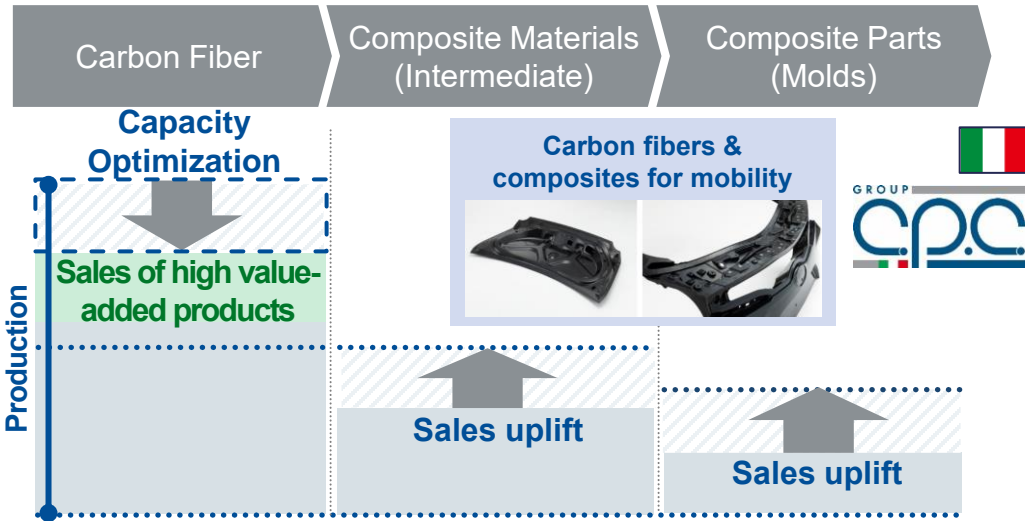 Carbon Fiber
Composite Materials
(Intermediate)
Composite Parts
(Molds)
Capacity
Optimization
Carbon fibers &
composites for mobility
GROUP
c.p.c.
Sales of high value-
added products
Production
Sales uplift
Sales uplift